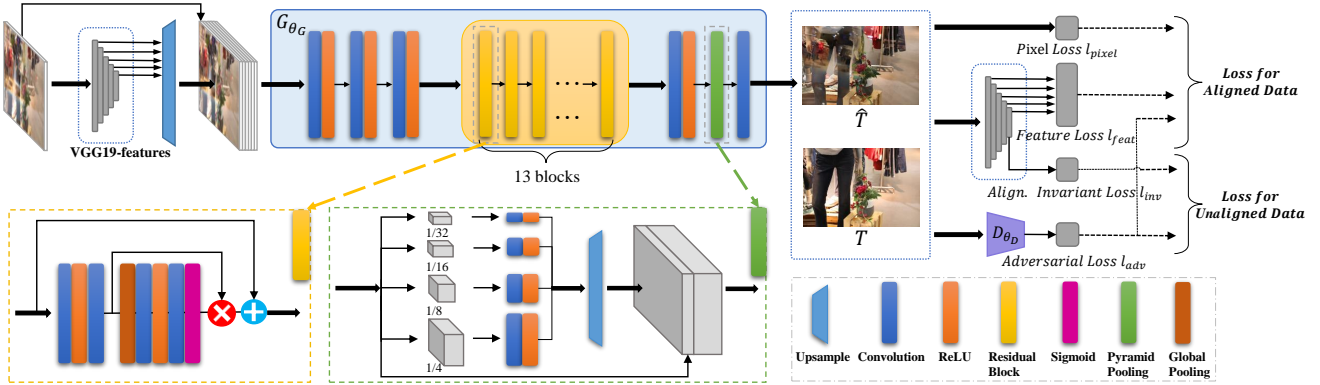 VGG19-features
G_{θ_G}
13 blocks
T̂
T
Pixel Loss l_{pixel}
Feature Loss l_{feat}
Align. Invariant Loss l_{inv}
D_{θ_D}
Adversarial Loss l_{adv}
Loss for
Aligned Data
Loss for
Unaligned Data
1/32
1/16
1/8
1/4
Upsample
Convolution
ReLU
Residual
Block
Sigmoid
Pyramid
Pooling
Global
Pooling